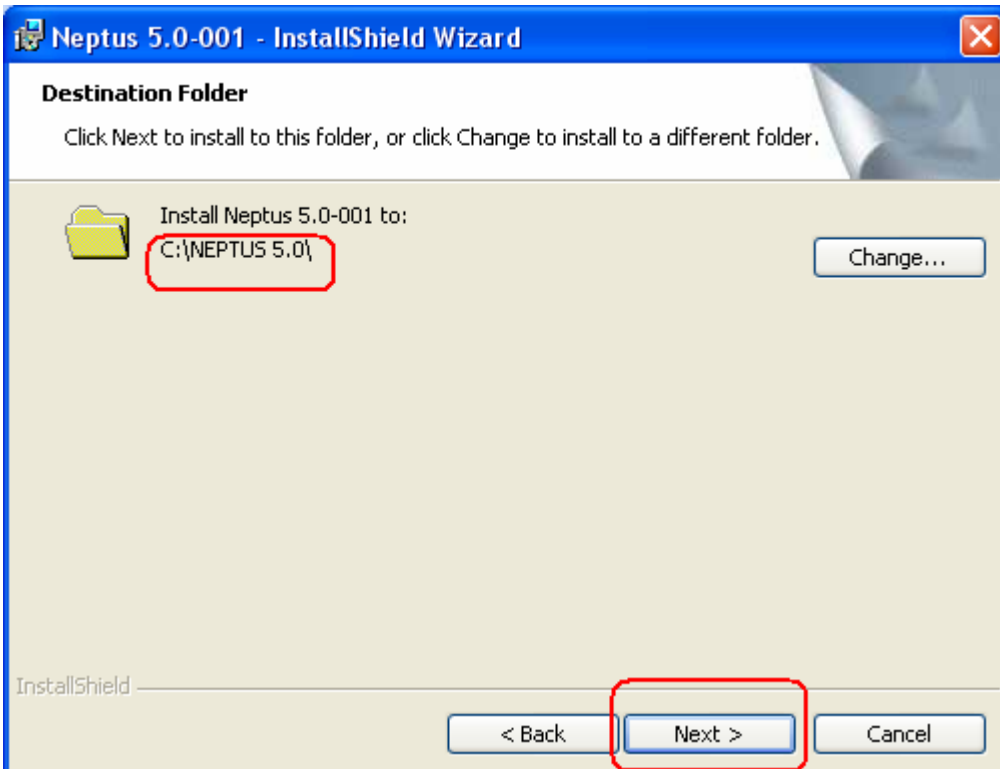 Neptus 5.0-001 - InstallShield Wizard
Destination Folder
Click Next to install to this folder, or click Change to install to a different folder.
Install Neptus 5.0-001 to:
C:\NEPTUS 5.0\
Change...
InstallShield
< Back
Next >
Cancel